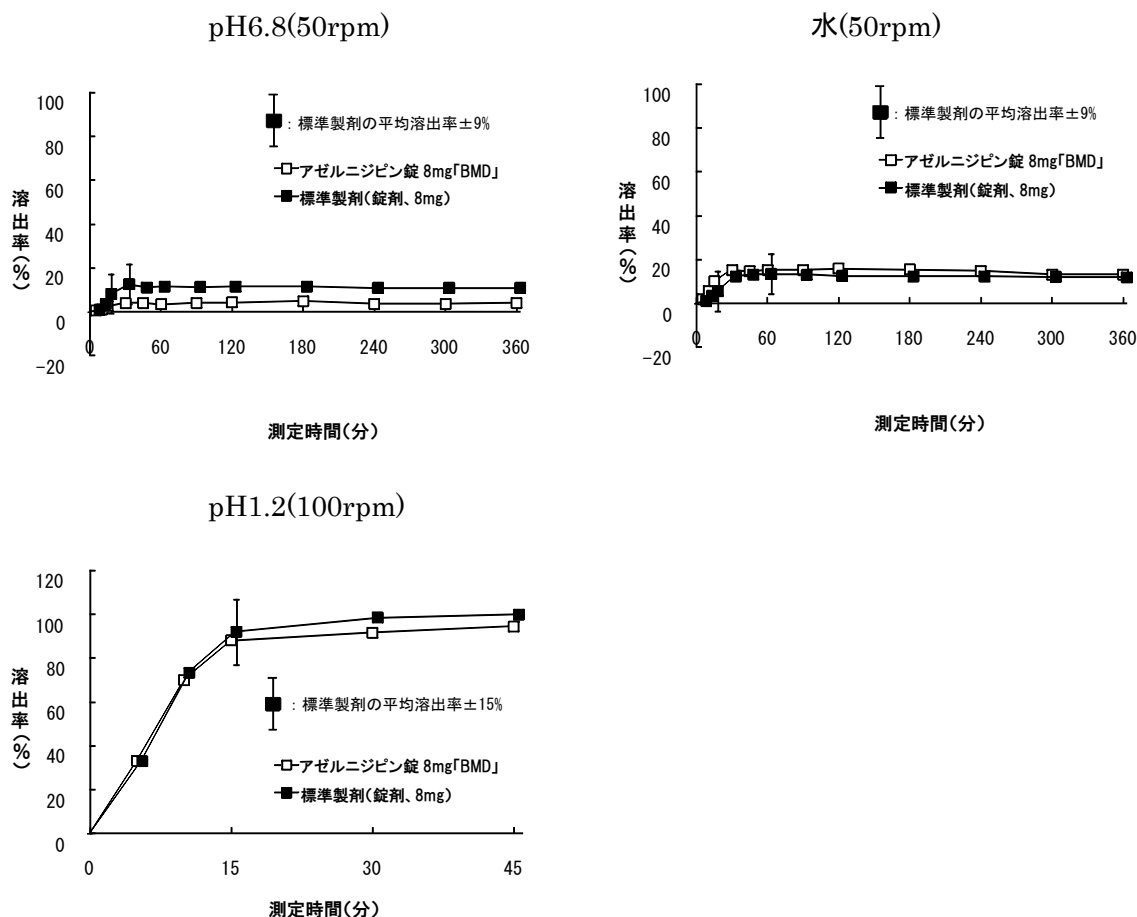 pH6.8(50rpm)
100
80
60
40
20
0
-20
溶出率(%)
: 標準製剤の平均溶出率±9%
アゼルニジピン錠 8mg「BMD」
標準製剤(錠剤、8mg)
0 60 120 180 240 300 360
測定時間(分)
水(50rpm)
100
80
60
40
20
0
-20
溶出率(%)
: 標準製剤の平均溶出率±9%
アゼルニジピン錠 8mg「BMD」
標準製剤(錠剤、8mg)
0 60 120 180 240 300 360
測定時間(分)
pH1.2(100rpm)
120
100
80
60
40
20
0
溶出率(%)
: 標準製剤の平均溶出率±15%
アゼルニジピン錠 8mg「BMD」
標準製剤(錠剤、8mg)
0 15 30 45
測定時間(分)